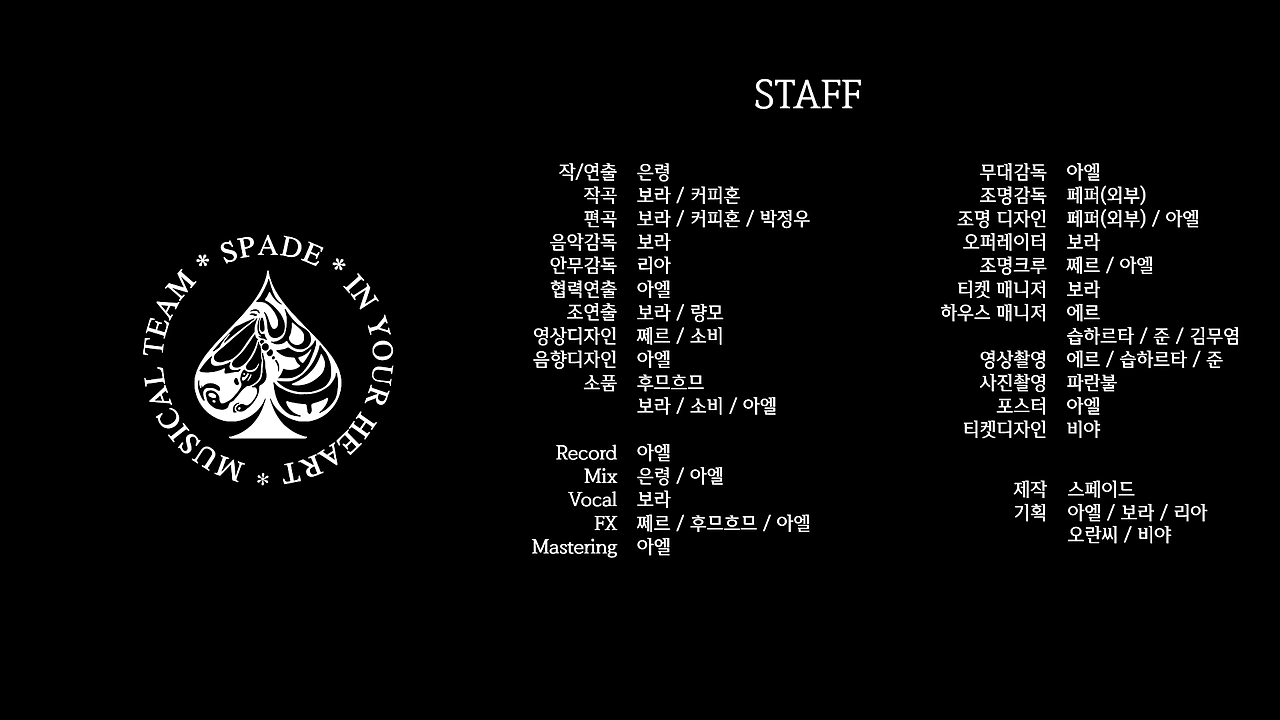 SPADE * IN YOUR HEART * MUSICAL TEAM *
STAFF
작/연출 은령
작곡 보라 / 커피혼
편곡 보라 / 커피혼 / 박정우
음악감독 보라
안무감독 리아
협력연출 아엘
조연출 보라 / 량모
영상디자인 쩨르 / 소비
음향디자인 아엘
소품 후므흐므
보라 / 소비 / 아엘
Record 아엘
Mix 은령 / 아엘
Vocal 보라
FX 쩨르 / 후므흐므 / 아엘
Mastering 아엘
무대감독 아엘
조명감독 페퍼(외부)
조명 디자인 페퍼(외부) / 아엘
오퍼레이터 보라
조명크루 쩨르 / 아엘
티켓 매니저 보라
하우스 매니저 에르
습하르타 / 준 / 김무염
영상촬영 에르 / 습하르타 / 준
사진촬영 파란불
포스터 아엘
티켓디자인 비야
제작 스페이드
기획 아엘 / 보라 / 리아
오란씨 / 비야